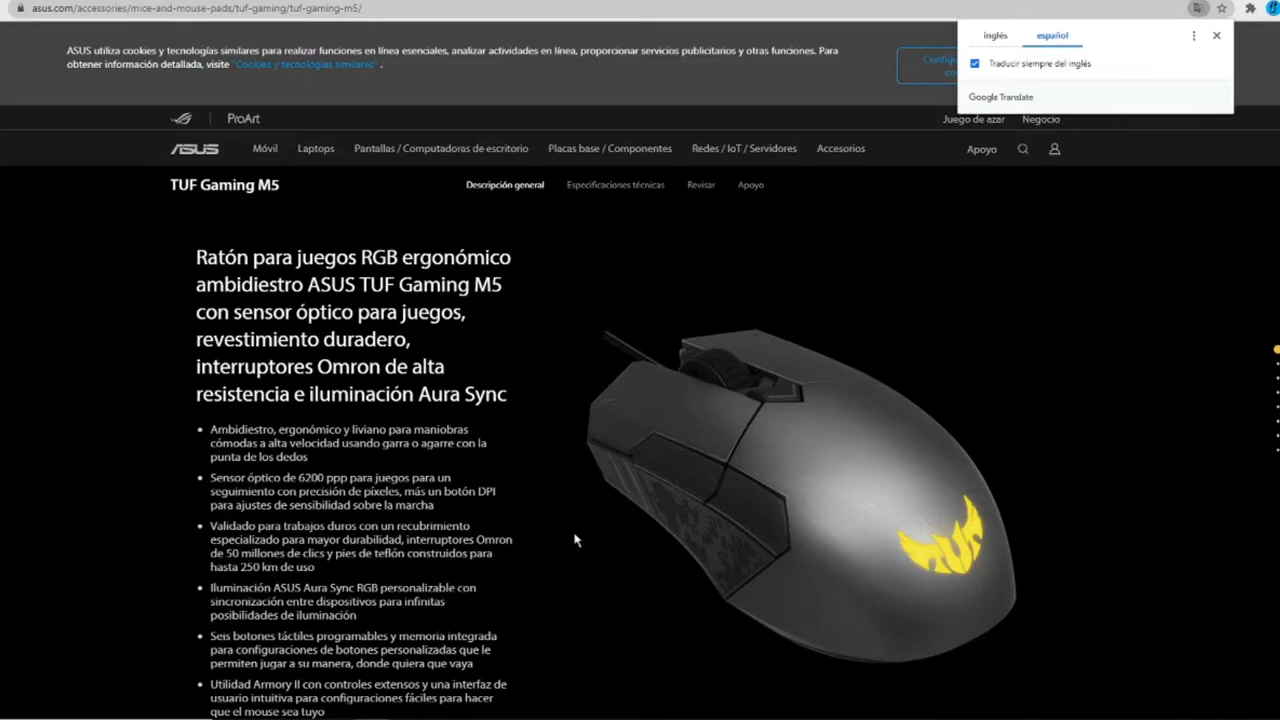 asus.com/accessories/mice-and-mouse-pads/tuf-gaming/tuf-gaming-m5/
inglés español
Traducir siempre del inglés
Google Translate
ASUS utiliza cookies y tecnologías similares para realizar funciones en línea esenciales, analizar actividades en línea, proporcionar servicios publicitarios y otras funciones. Para
obtener información detallada, visite "Cookies y tecnologías similares" .
ProArt
Juego de azar Negocio
ASUS Móvil Laptops Pantallas / Computadoras de escritorio Placas base / Componentes Redes / IoT / Servidores Accesorios Apoyo
TUF Gaming M5 Descripción general Especificaciones técnicas Revisar Apoyo
Ratón para juegos RGB ergonómico
ambidiestro ASUS TUF Gaming M5
con sensor óptico para juegos,
revestimiento duradero,
interruptores Omron de alta
resistencia e iluminación Aura Sync
Ambidiestro, ergonómico y liviano para maniobras
cómodas a alta velocidad usando garra o agarre con la
punta de los dedos
Sensor óptico de 6200 ppp para juegos para un
seguimiento con precisión de píxeles, más un botón DPI
para ajustes de sensibilidad sobre la marcha
Validado para trabajos duros con un recubrimiento
especializado para mayor durabilidad, interruptores Omron
de 50 millones de clics y pies de teflón construidos para
hasta 250 km de uso
Iluminación ASUS Aura Sync RGB personalizable con
sincronización entre dispositivos para infinitas
posibilidades de iluminación
Seis botones táctiles programables y memoria integrada
para configuraciones de botones personalizadas que le
permiten jugar a su manera, donde quiera que vaya
Utilidad Armory II con controles extensos y una interfaz de
usuario intuitiva para configuraciones fáciles para hacer
que el mouse sea tuyo